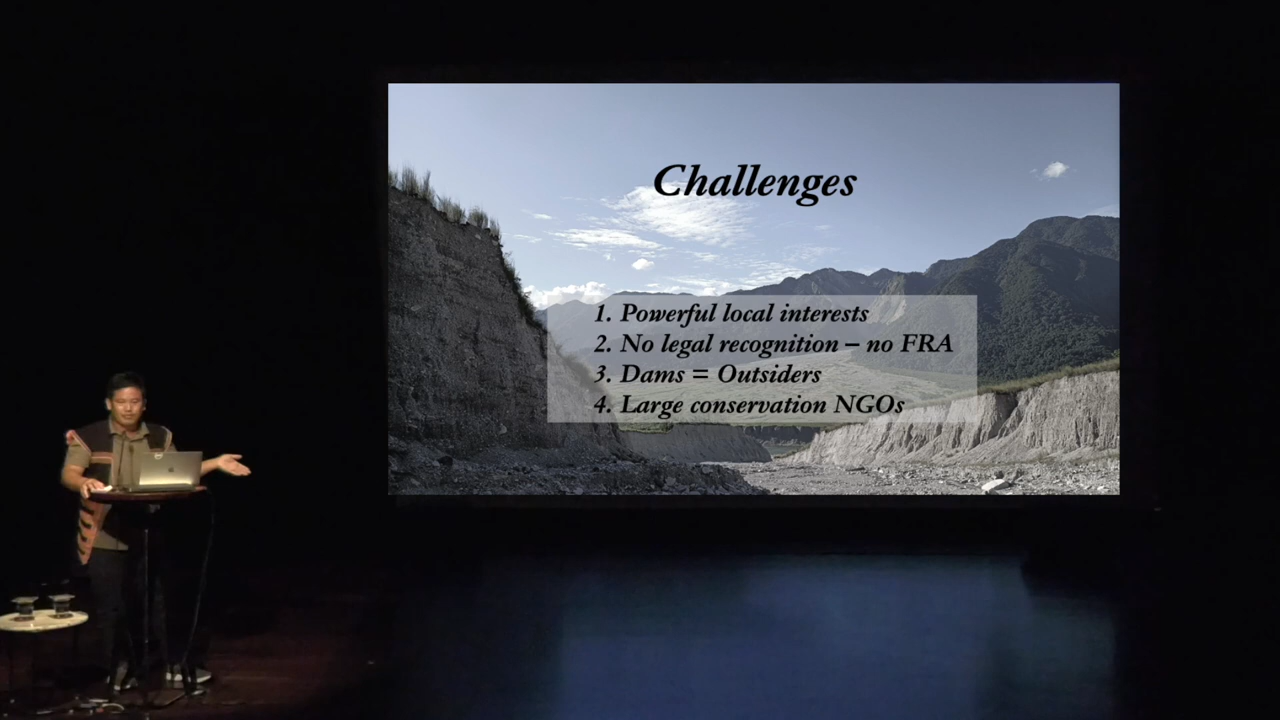 Challenges
1. Powerful local interests
2. No legal recognition – no FRA
3. Dams = Outsiders
4. Large conservation NGOs